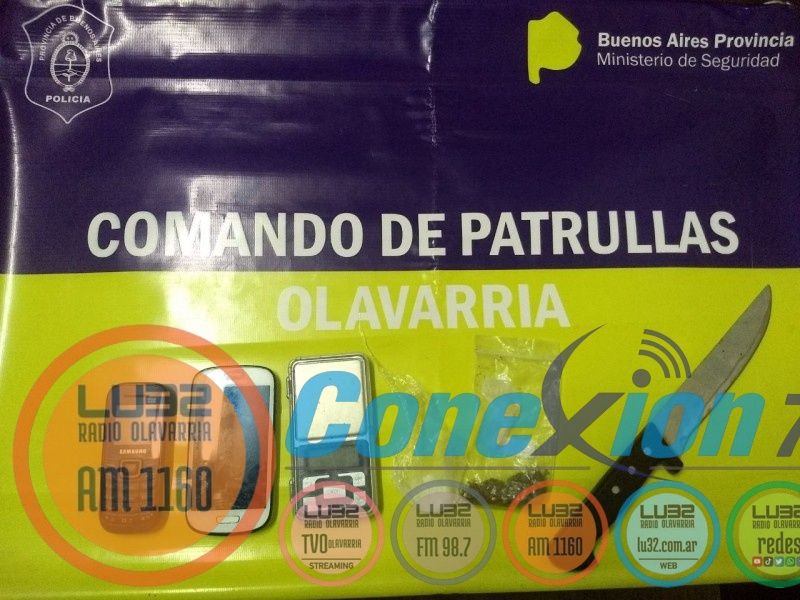 PROVINCIA DE BUENOS AIRES
POLICIA
Buenos Aires Provincia
Ministerio de Seguridad
COMANDO DE PATRULLAS
OLAVARRIA
LU32
RADIO OLAVARRIA
AM 1160
SAMSUNG
Conexion 7
LU32
RADIO OLAVARRIA
TVO OLAVARRIA
STREAMING
LU32
RADIO OLAVARRIA
FM 98.7
LU32
RADIO OLAVARRIA
AM 1160
LU32
RADIO OLAVARRIA
lu32.com.ar
WEB
LU32
RADIO OLAVARRIA
redes